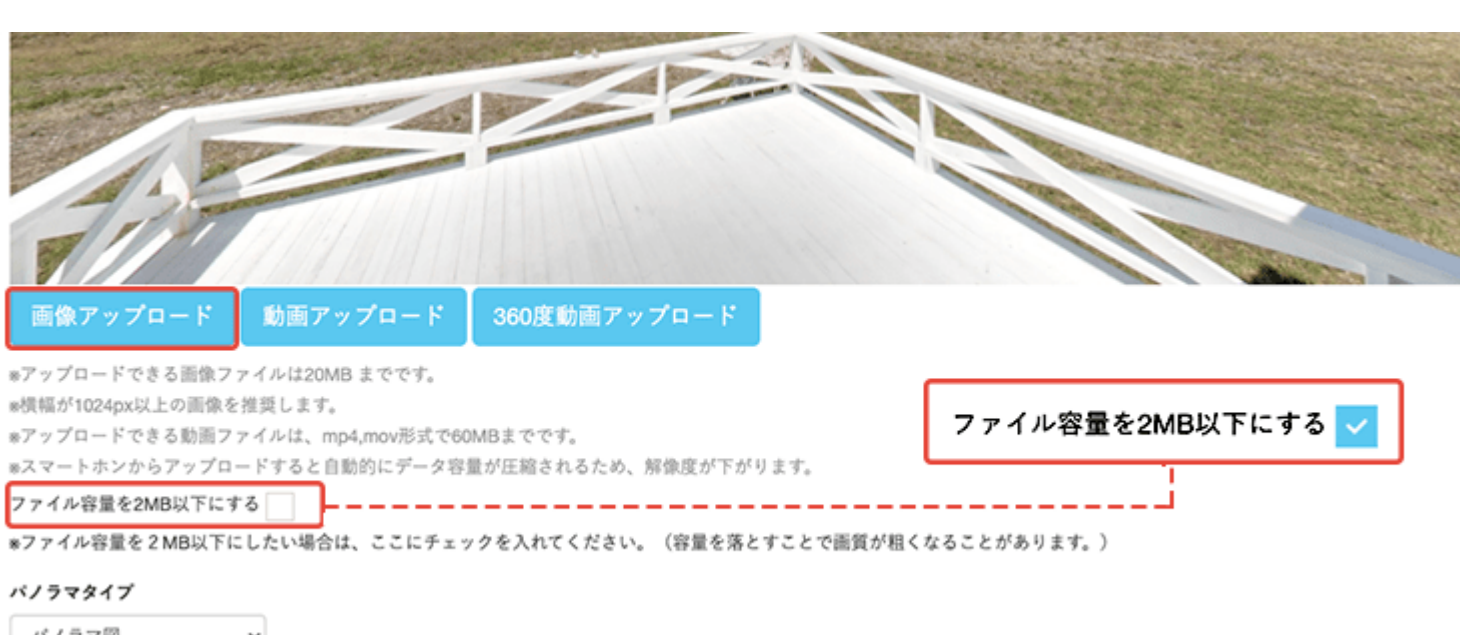 画像アップロード 動画アップロード 360度動画アップロード
※アップロードできる画像ファイルは20MB までです。
※横幅が1024px以上の画像を推奨します。
※アップロードできる動画ファイルは、mp4,mov形式で60MBまでです。
※スマートホンからアップロードすると自動的にデータ容量が圧縮されるため、解像度が下がります。
ファイル容量を2MB以下にする
ファイル容量を2MB以下にする
※ファイル容量を２MB以下にしたい場合は、ここにチェックを入れてください。（容量を落とすことで画質が粗くなることがあります。）
パノラマタイプ